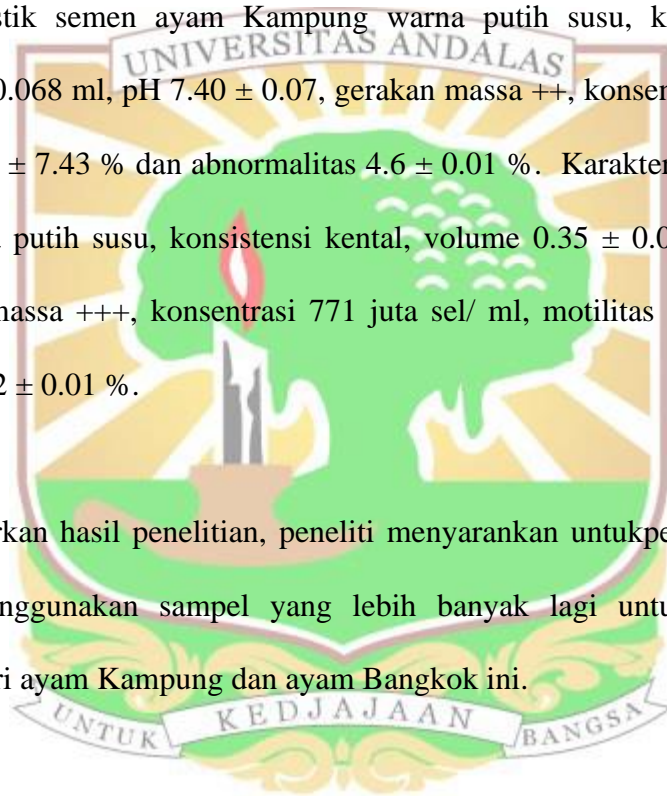 stik semen ayam Kampung warna putih susu, k
UNIVERSITAS ANDALAS
0.068 ml, pH 7.40 ± 0.07, gerakan massa ++, konsen
± 7.43 % dan abnormalitas 4.6 ± 0.01 %. Karakter
putih susu, konsistensi kental, volume 0.35 ± 0.0
massa +++, konsentrasi 771 juta sel/ ml, motilitas
2 ± 0.01 %.
rkan hasil penelitian, peneliti menyarankan untukpe
nggunakan sampel yang lebih banyak lagi untu
ri ayam Kampung dan ayam Bangkok ini.
UNTUK KEDJAJAAN BANGSA